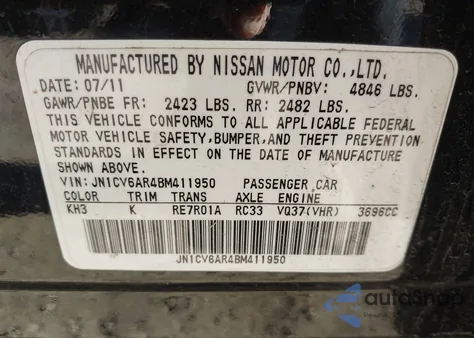 MANUFACTURED BY NISSAN MOTOR CO.,LTD.
DATE: 07/11 GVWR/PNBV: 4846 LBS.
GAWR/PNBE FR: 2423 LBS. RR: 2482 LBS.
THIS VEHICLE CONFORMS TO ALL APPLICABLE FEDERAL
MOTOR VEHICLE SAFETY, BUMPER, AND THEFT PREVENTION
STANDARDS IN EFFECT ON THE DATE OF MANUFACTURE
SHOWN ABOVE.
VIN: JN1CV6AR4BM411950 PASSENGER CAR
COLOR TRIM TRANS AXLE ENGINE
KH3 K RE7R01A RC33 VQ37(VHR) 3696CC
JN1CV6AR4BM411950
autoSnap